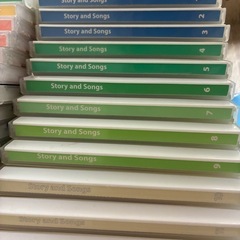 Story and Songs 1
Story and Songs 2
Story and Songs 3
Story and Songs 4
Story and Songs 5
Story and Songs 6
Story and Songs 7
Story and Songs 8
Story and Songs 9
Story and Songs 10
Story and Songs 11